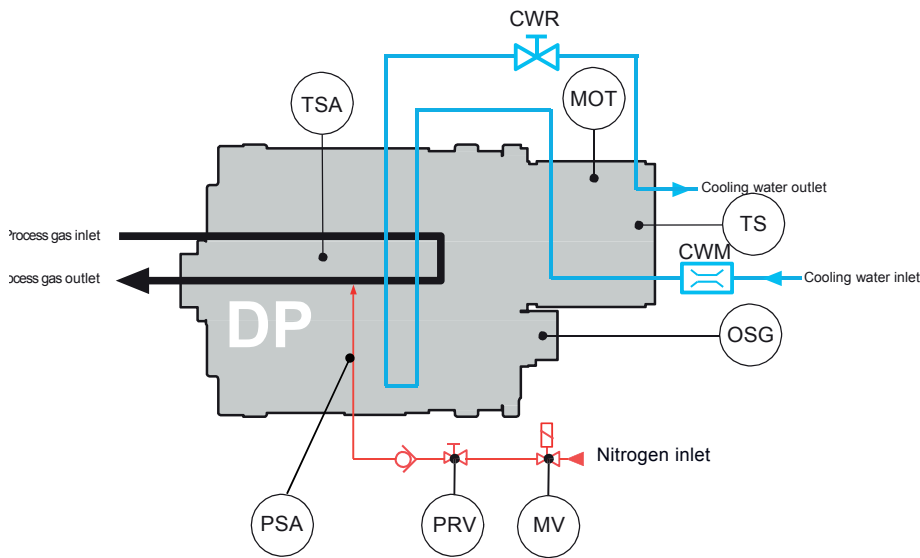 CWR
TSA
MOT
Cooling water outlet
Process gas inlet
TS
CWM
ocess gas outlet
Cooling water inlet
DP
OSG
Nitrogen inlet
PSA
PRV
MV